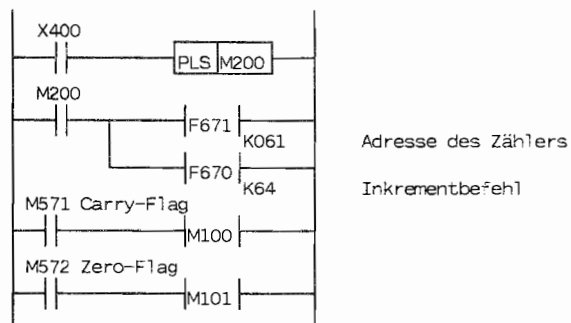 X400
PLS M200
M200
F671
K061 Adresse des Zählers
F670
K64 Inkrementbefehl
M571 Carry-Flag
M100
M572 Zero-Flag
M101